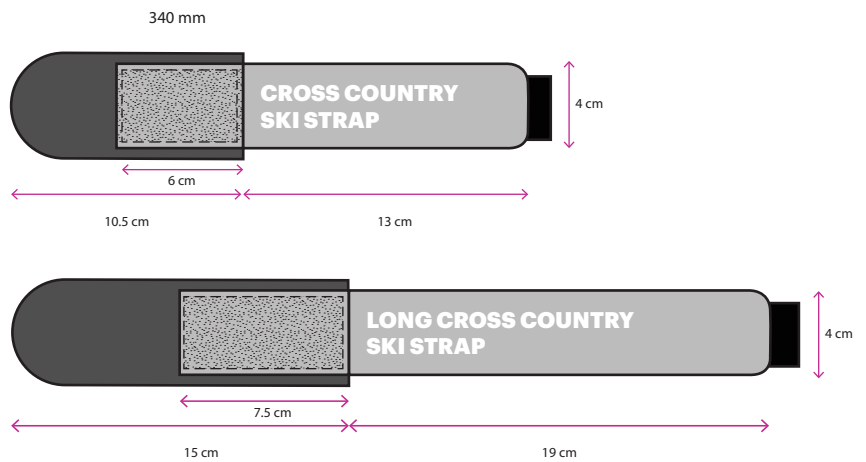 340 mm
CROSS COUNTRY
SKI STRAP
4 cm
6 cm
10.5 cm
13 cm
LONG CROSS COUNTRY
SKI STRAP
4 cm
7.5 cm
15 cm
19 cm